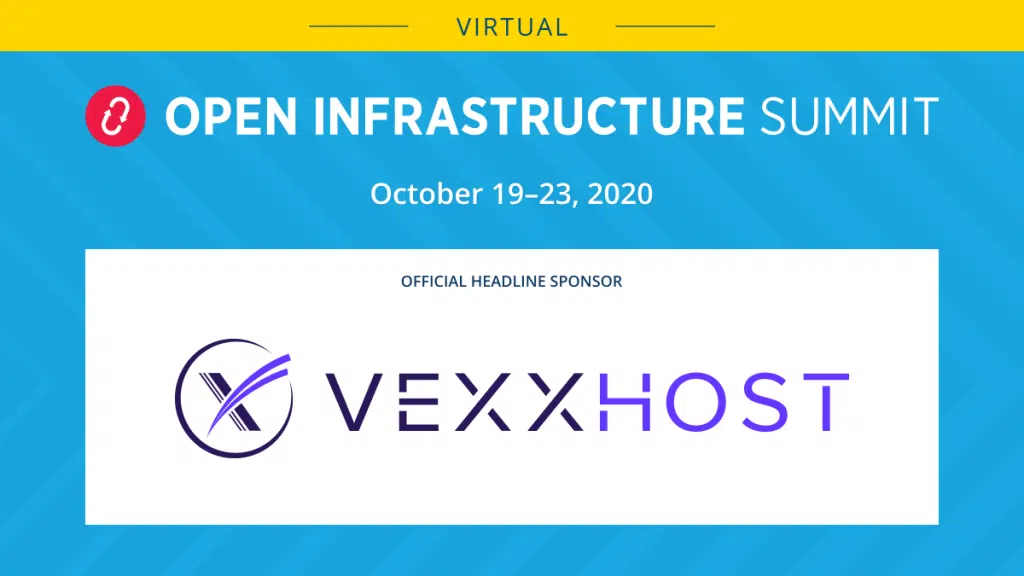 VIRTUAL
OPEN INFRASTRUCTURE SUMMIT
October 19–23, 2020
OFFICIAL HEADLINE SPONSOR
VEXXHOST